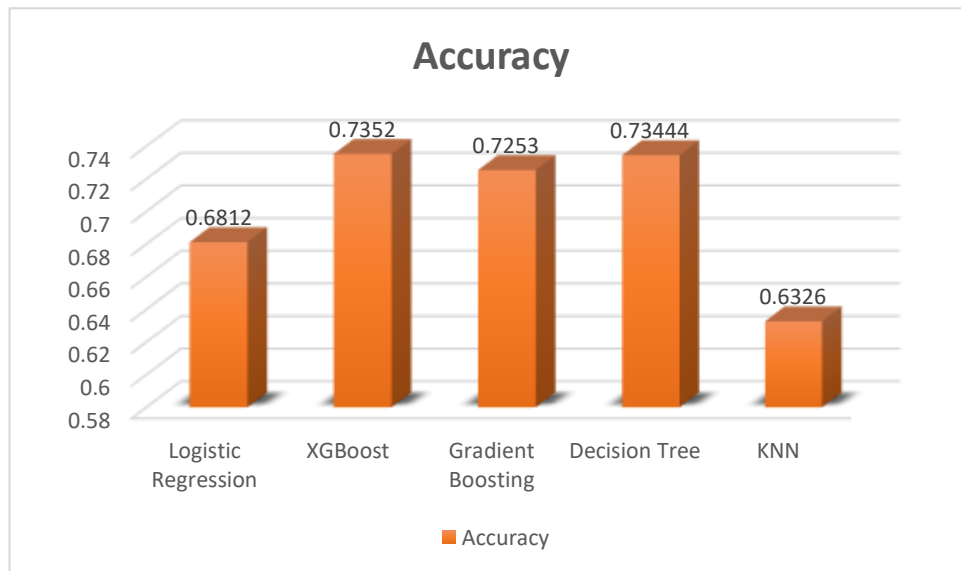 Accuracy
0.7352
0.7253
0.73444
0.6812
0.6326
0.74
0.72
0.7
0.68
0.66
0.64
0.62
0.6
0.58
Logistic
Regression
XGBoost
Gradient
Boosting
Decision Tree
KNN
Accuracy